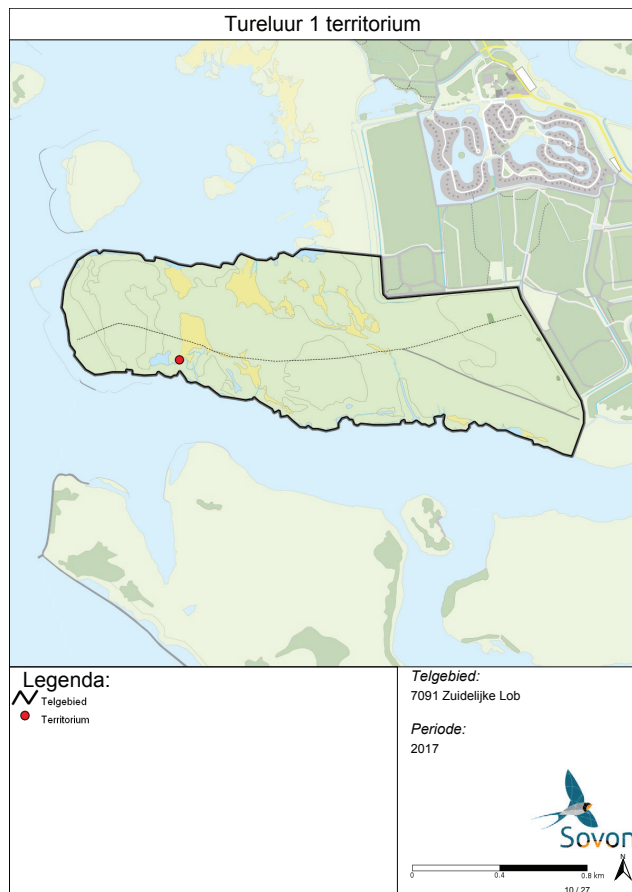 Tureluur 1 territorium
Legenda:
Telgebied
Territorium
Telgebied:
7091 Zuidelijke Lob
Periode:
2017
Sovon
N
0 0.4 0.8 km
10 / 27